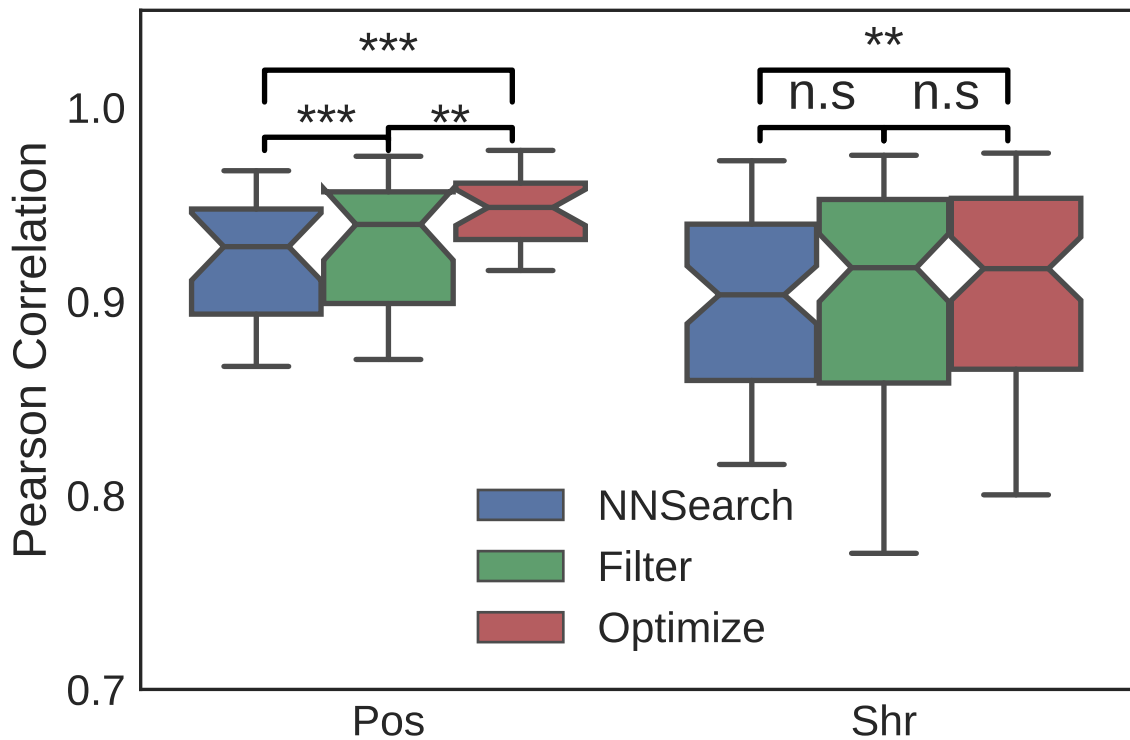 *** **
n.s n.s
*** **
1.0
0.9
0.8
0.7
Pearson Correlation
NNSearch
Filter
Optimize
Pos Shr